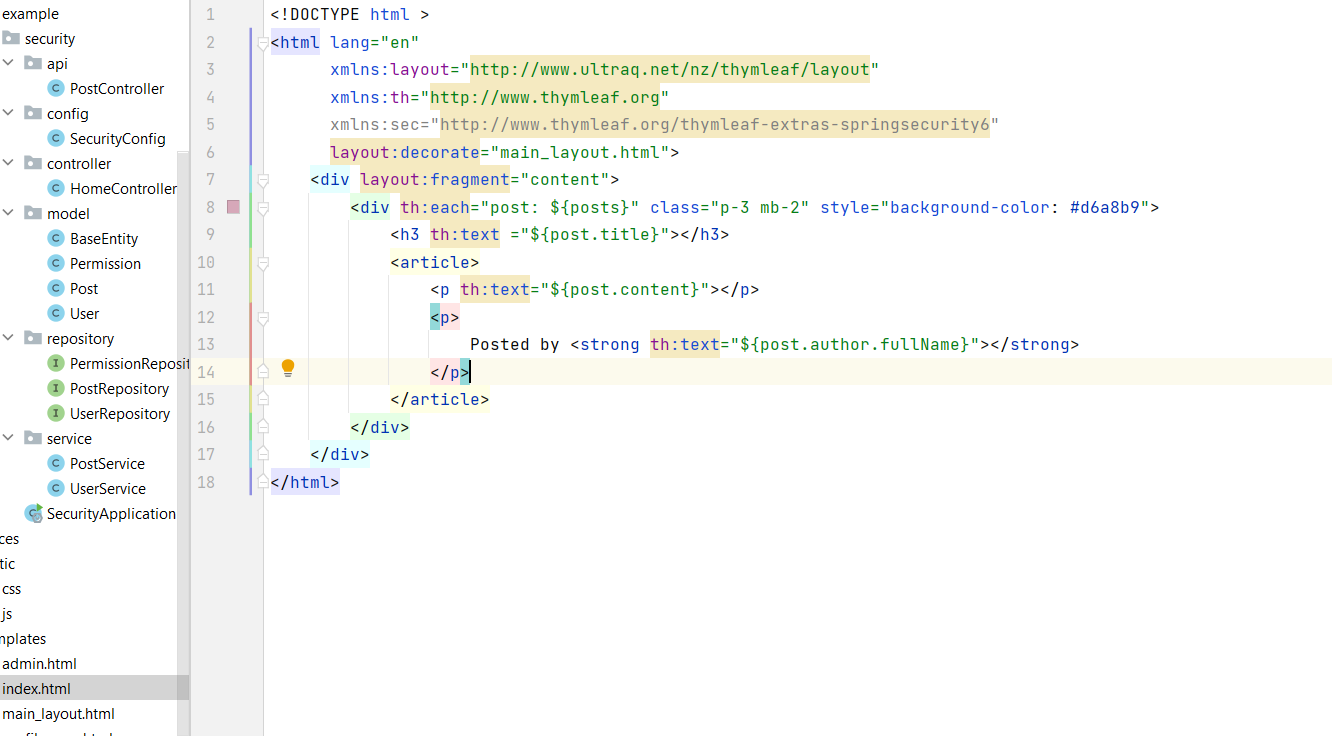 example
security
api
PostController
config
SecurityConfig
controller
HomeController
model
BaseEntity
Permission
Post
User
repository
PermissionReposit
PostRepository
UserRepository
service
PostService
UserService
SecurityApplication
ces
tic
css
js
mplates
admin.html
index.html
main_layout.html
1 <!DOCTYPE html >
2 <html lang="en"
3 xmlns:layout="http://www.ultraq.net/nz/thymleaf/layout"
4 xmlns:th="http://www.thymleaf.org"
5 xmlns:sec="http://www.thymleaf.org/thymleaf-extras-springsecurity6"
6 layout:decorate="main_layout.html">
7 <div layout:fragment="content">
8 <div th:each="post: ${posts}" class="p-3 mb-2" style="background-color: #d6a8b9">
9 <h3 th:text ="${post.title}"></h3>
10 <article>
11 <p th:text="${post.content}"></p>
12 <p>
13 Posted by <strong th:text="${post.author.fullName}"></strong>
14 </p>
15 </article>
16 </div>
17 </div>
18 </html>